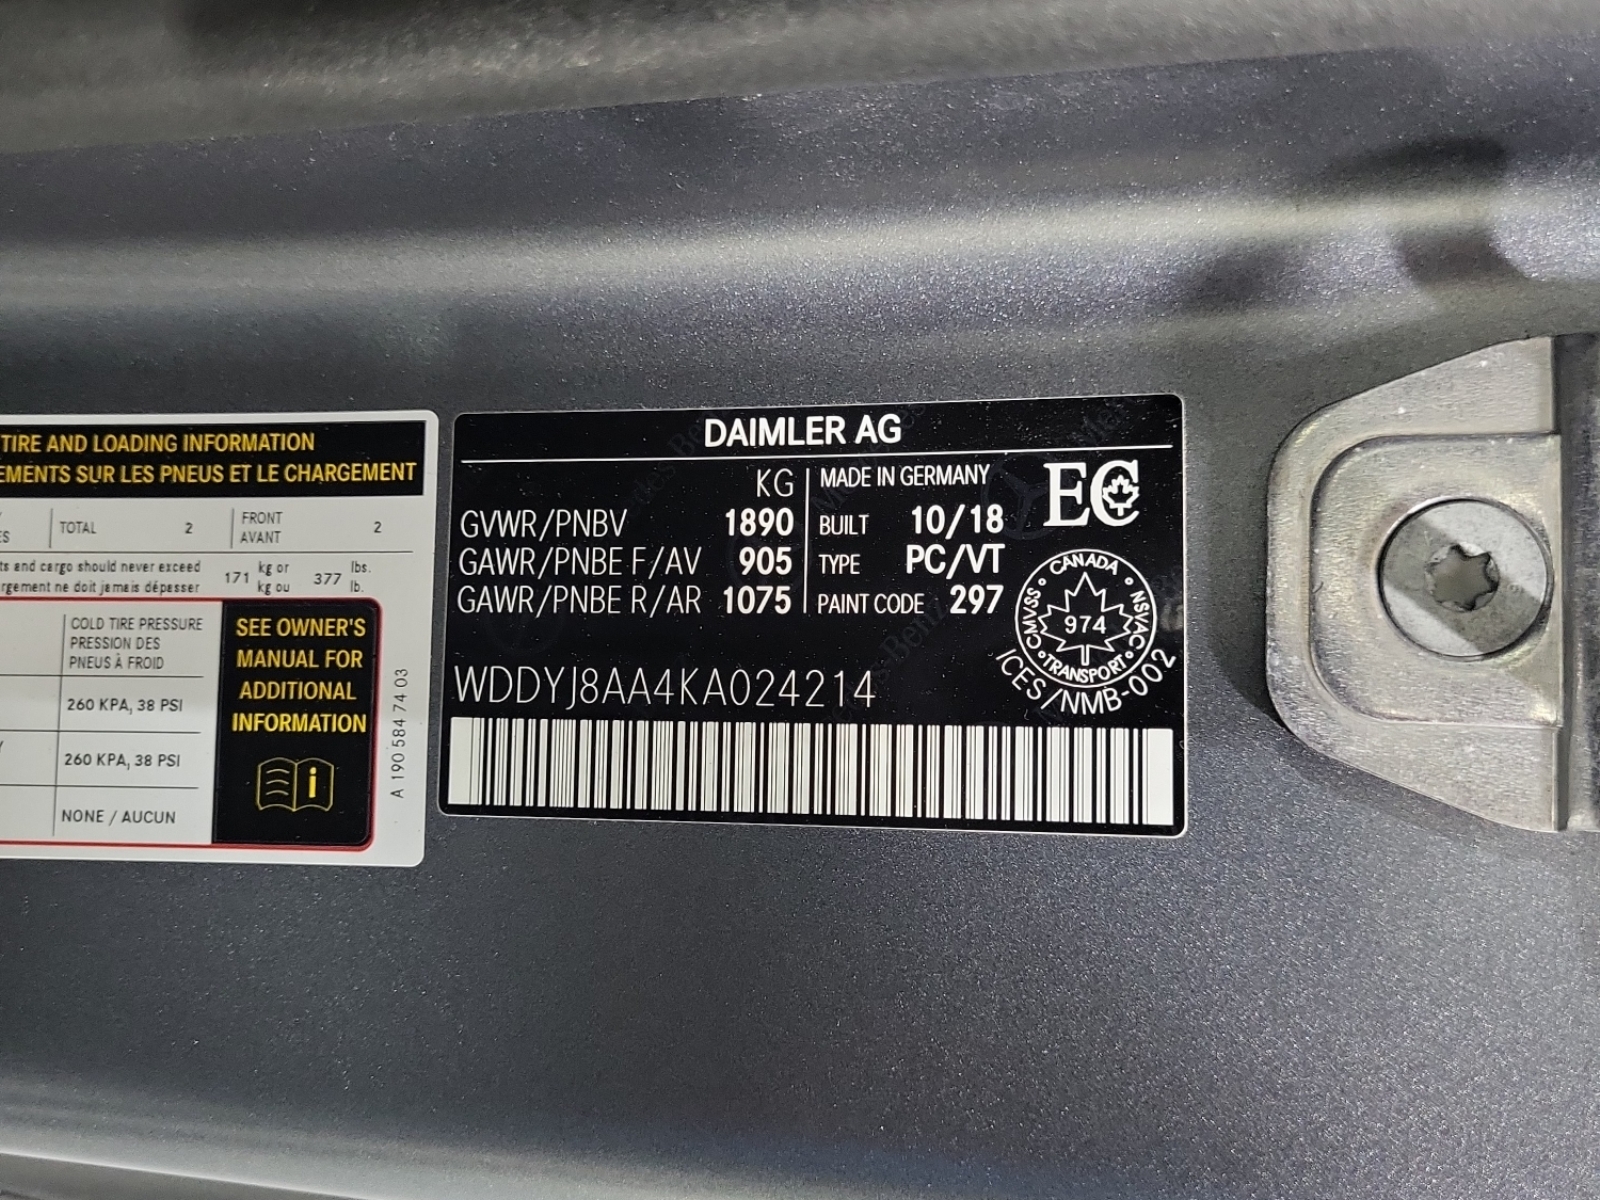 TIRE AND LOADING INFORMATION
EMENTS SUR LES PNEUS ET LE CHARGEMENT
TOTAL 2 FRONT 2
AVANT
ts and cargo should never exceed 171 kg or 377 lbs.
rgement ne doit jamais dépasser kg ou lb.
COLD TIRE PRESSURE
PRESSION DES
PNEUS À FROID
260 KPA, 38 PSI
260 KPA, 38 PSI
NONE / AUCUN
SEE OWNER'S
MANUAL FOR
ADDITIONAL
INFORMATION
i
A 190 584 74 03
DAIMLER AG
KG
GVWR/PNBV 1890
GAWR/PNBE F/AV 905
GAWR/PNBE R/AR 1075
MADE IN GERMANY
BUILT 10/18
TYPE PC/VT
PAINT CODE 297
EC
CANADA
CMVSS
NSVAC
974
TRANSPORT
ICES/NMB-002
WDDYJ8AA4KA024214